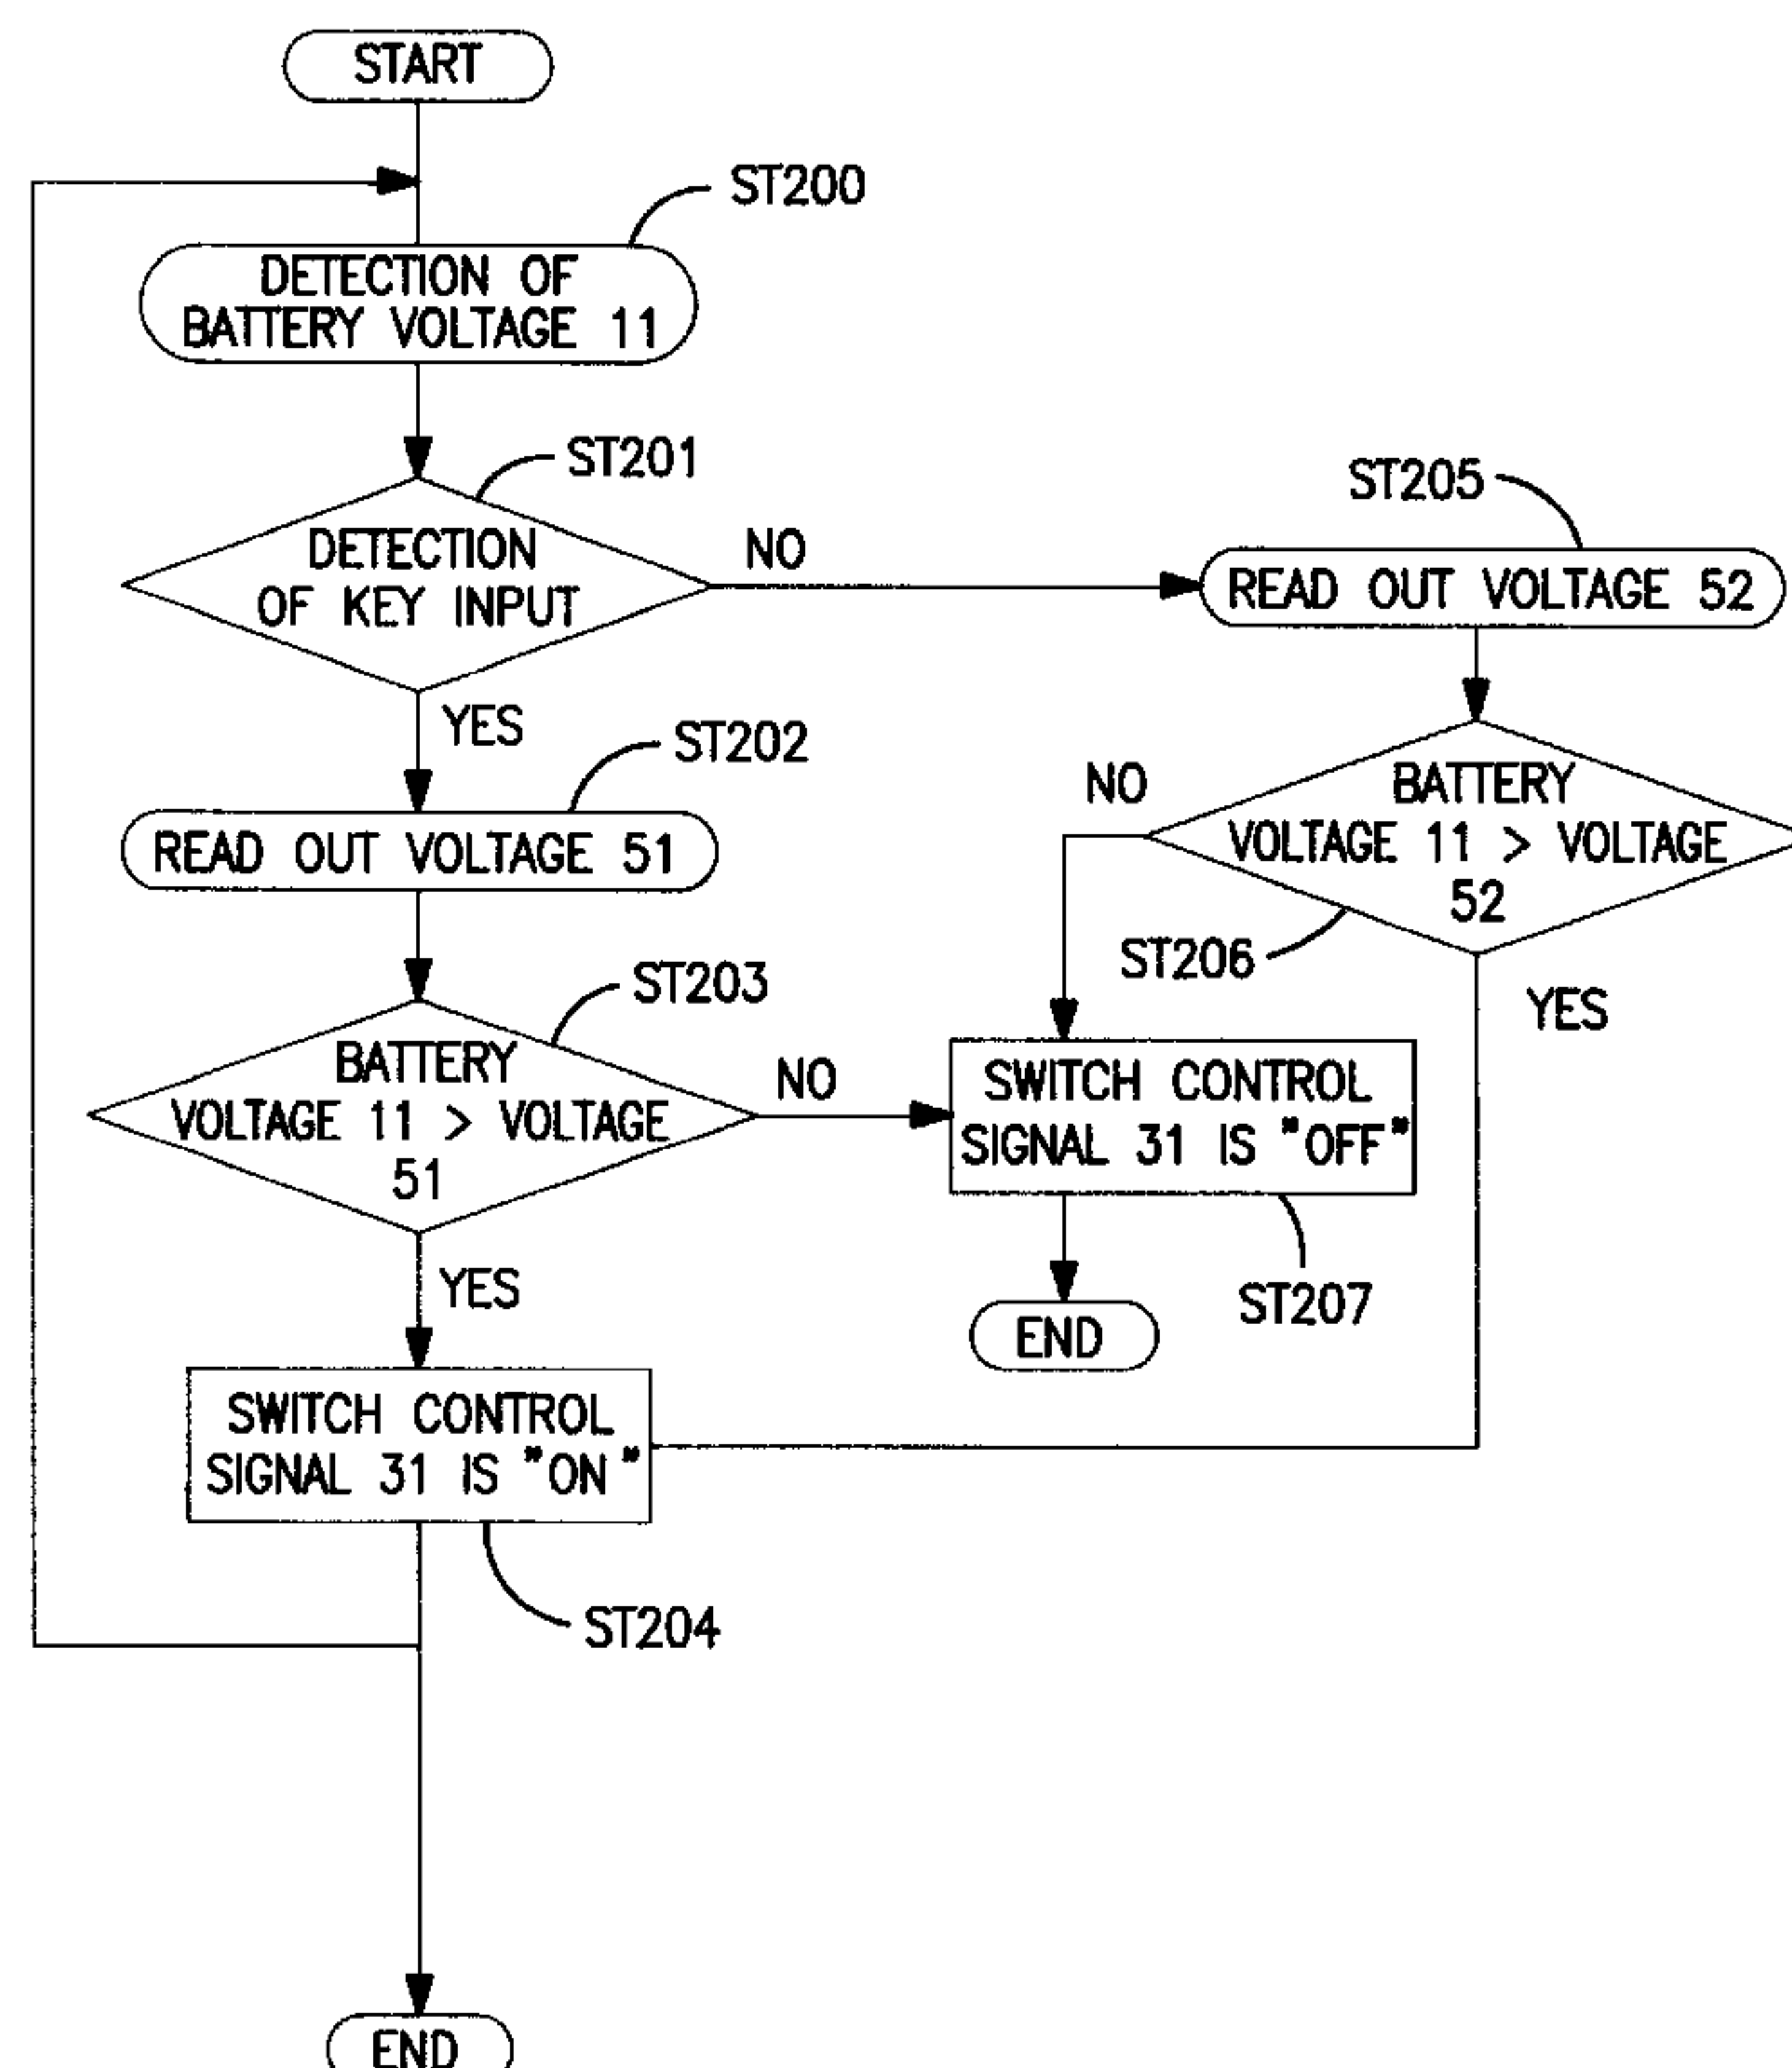 START
ST200
DETECTION OF
BATTERY VOLTAGE 11
ST201
DETECTION
OF KEY INPUT
NO
ST205
READ OUT VOLTAGE 52
YES
ST202
READ OUT VOLTAGE 51
NO
BATTERY
VOLTAGE 11 > VOLTAGE
52
ST206
YES
ST203
BATTERY
VOLTAGE 11 > VOLTAGE
51
NO
SWITCH CONTROL
SIGNAL 31 IS "OFF"
ST207
END
YES
SWITCH CONTROL
SIGNAL 31 IS "ON"
ST204
END